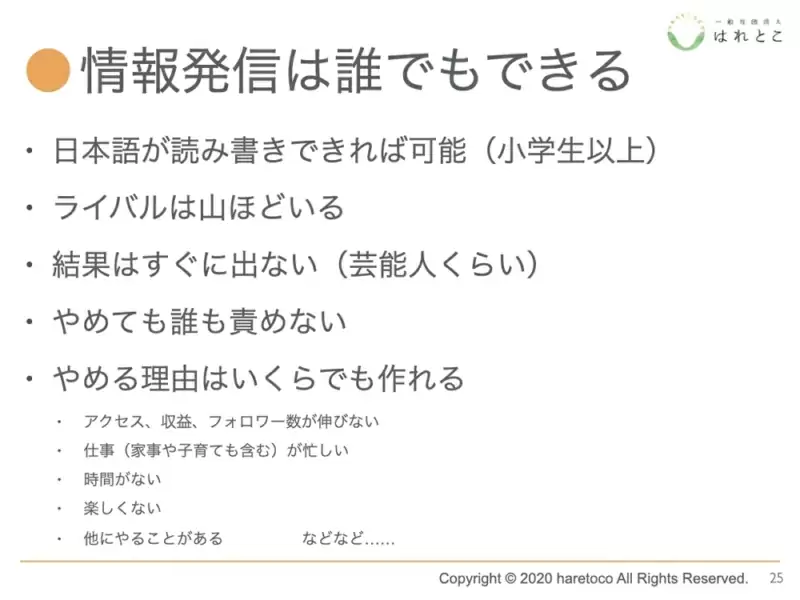 一般社団法人
はれとこ
情報発信は誰でもできる
・ 日本語が読み書きできれば可能（小学生以上）
・ ライバルは山ほどいる
・ 結果はすぐに出ない（芸能人くらい）
・ やめても誰も責めない
・ やめる理由はいくらでも作れる
・ アクセス、収益、フォロワー数が伸びない
・ 仕事（家事や子育ても含む）が忙しい
・ 時間がない
・ 楽しくない
・ 他にやることがある などなど……
Copyright © 2020 haretoco All Rights Reserved. 25